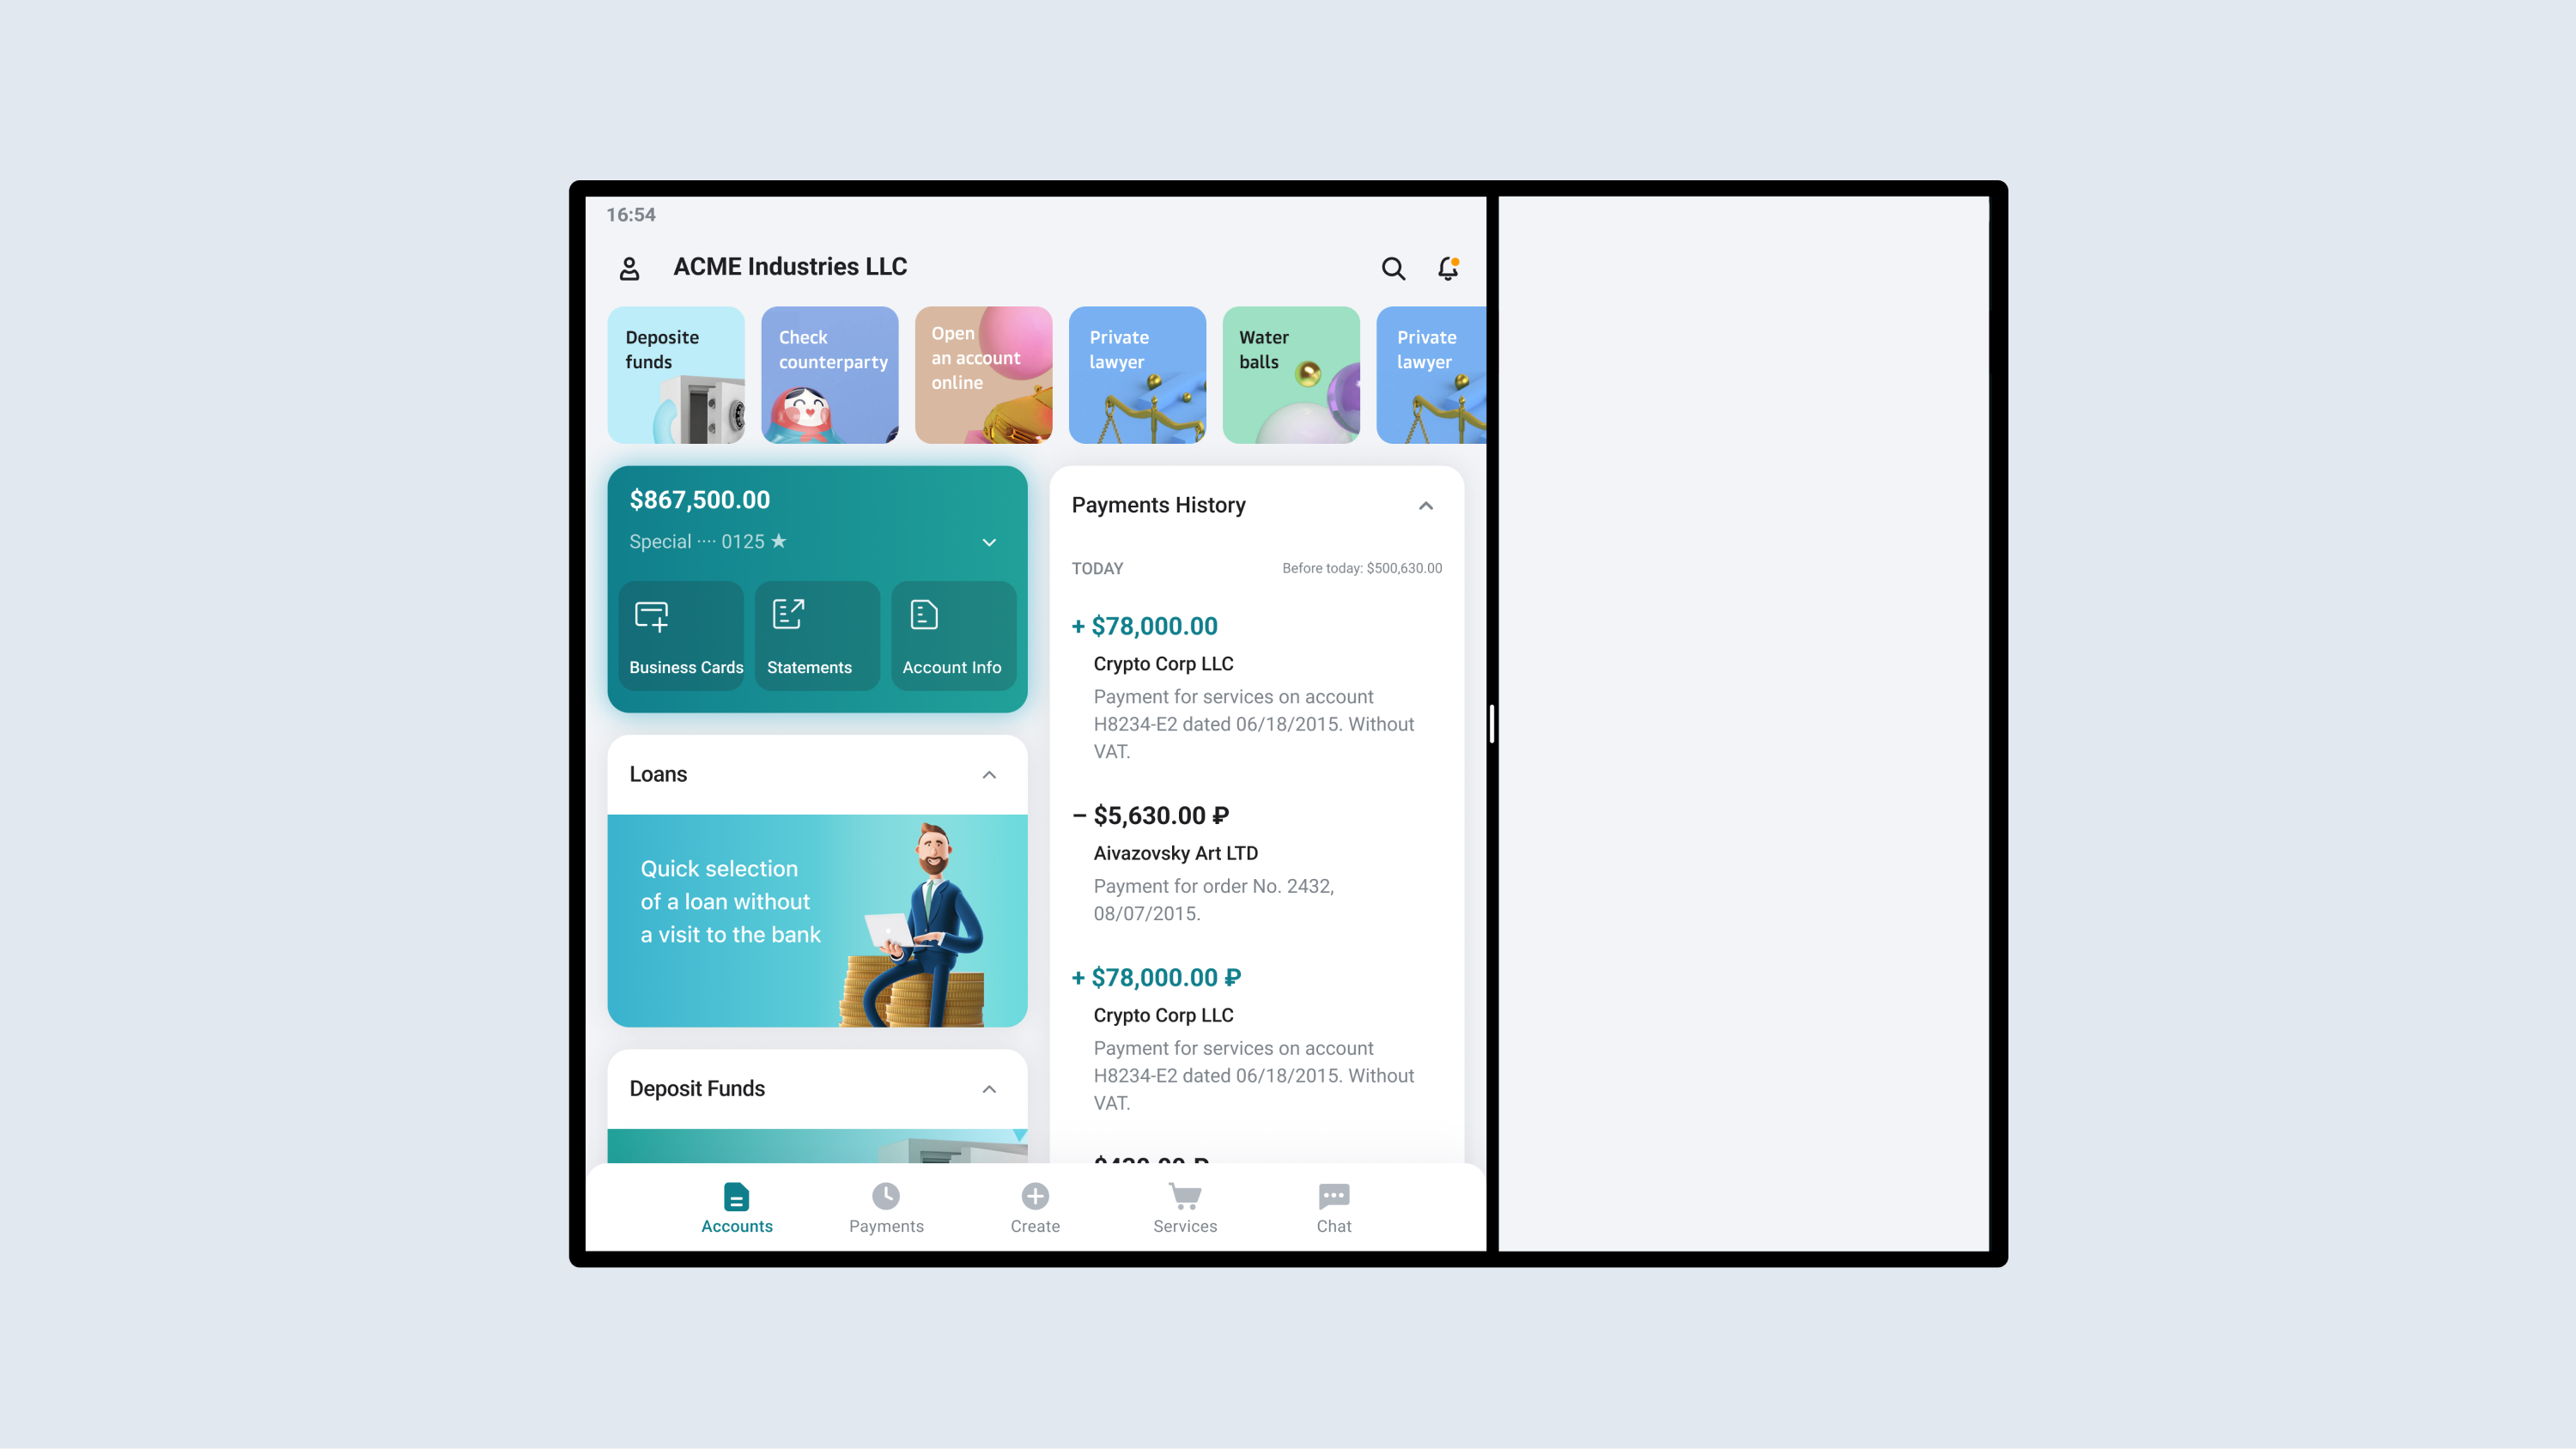 16:54
ACME Industries LLC
Deposite
funds
Check
counterparty
Open
an account
online
Private
lawyer
Water
balls
Private
lawyer
$867,500.00
Special ···· 0125 ★
Business Cards
Statements
Account Info
Loans
Quick selection
of a loan without
a visit to the bank
Deposit Funds
Payments History
TODAY
Before today: $500,630.00
+ $78,000.00
Crypto Corp LLC
Payment for services on account
H8234-E2 dated 06/18/2015. Without
VAT.
– $5,630.00 ₽
Aivazovsky Art LTD
Payment for order No. 2432,
08/07/2015.
+ $78,000.00 ₽
Crypto Corp LLC
Payment for services on account
H8234-E2 dated 06/18/2015. Without
VAT.
Accounts
Payments
Create
Services
Chat